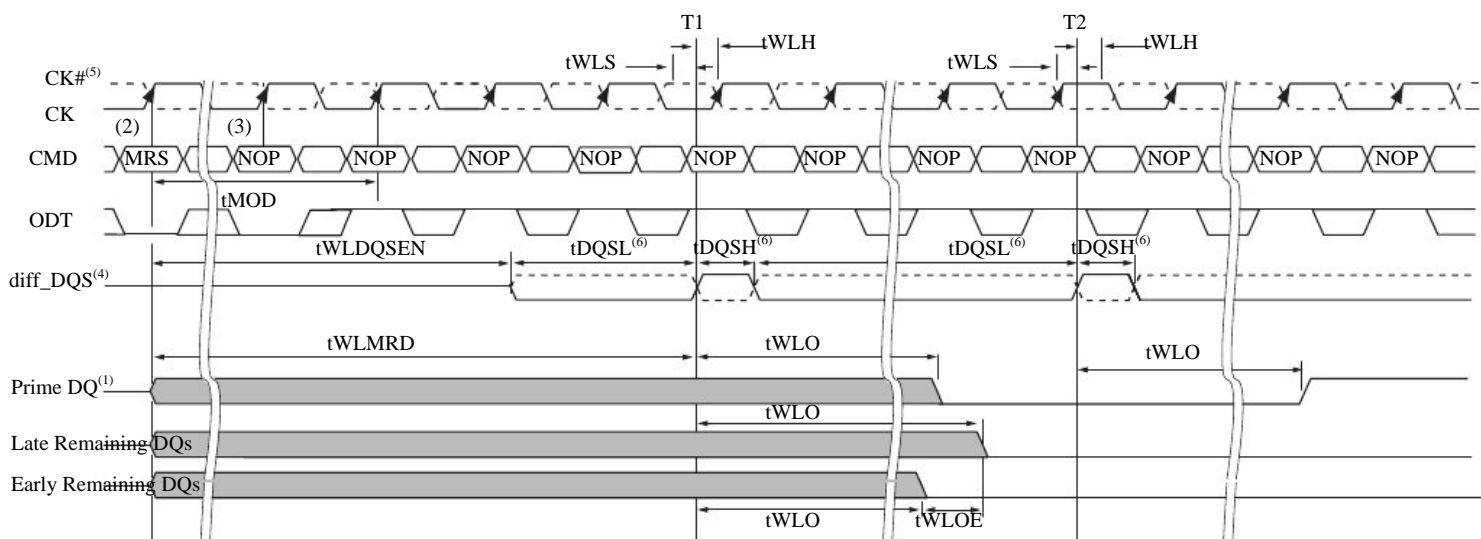 T1 T2
tWLH tWLH
tWLS tWLS
CK#(5)
CK
(2) (3)
CMD MRS NOP NOP NOP NOP NOP NOP NOP NOP NOP NOP NOP
tMOD
ODT
tWLDQSEN tDQSL(6) tDQSH(6) tDQSL(6) tDQSH(6)
diff_DQS(4)
tWLMRD tWLO tWLO
Prime DQ(1)
tWLO
Late Remaining DQs
Early Remaining DQs
tWLO tWLOE